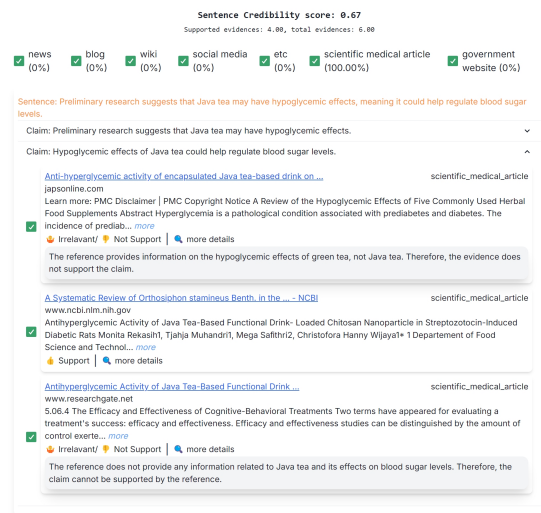 Sentence Credibility score: 0.67
Supported evidences: 4.00, total evidences: 6.00
news (0%)
blog (0%)
wiki (0%)
social media (0%)
etc (0%)
scientific medical article (100.00%)
government website (0%)
Sentence: Preliminary research suggests that Java tea may have hypoglycemic effects, meaning it could help regulate blood sugar
levels.
Claim: Preliminary research suggests that Java tea may have hypoglycemic effects.
Claim: Hypoglycemic effects of Java tea could help regulate blood sugar levels.
Anti-hyperglycemic activity of encapsulated Java tea-based drink on ... scientific_medical_article
japsonline.com
Learn more: PMC Disclaimer | PMC Copyright Notice A Review of the Hypoglycemic Effects of Five Commonly Used Herbal
Food Supplements Abstract Hyperglycemia is a pathological condition associated with prediabetes and diabetes. The
incidence of prediab... more
Irrelavant/ Not Support | more details
The reference provides information on the hypoglycemic effects of green tea, not Java tea. Therefore, the evidence does
not support the claim.
A Systematic Review of Orthosiphon stamineus Benth. in the ... - NCBI scientific_medical_article
www.ncbi.nlm.nih.gov
Antihyperglycemic Activity of Java Tea-Based Functional Drink- Loaded Chitosan Nanoparticle in Streptozotocin-Induced
Diabetic Rats Monita Rekasih1, Tjahja Muhandri1, Mega Safithri2, Christofora Hanny Wijaya1* 1 Departement of Food
Science and Technol... more
Support | more details
Antihyperglycemic Activity of Java Tea-Based Functional Drink ... scientific_medical_article
www.researchgate.net
5.06.4 The Efficacy and Effectiveness of Cognitive-Behavioral Treatments Two terms have appeared for evaluating a
treatment's success: efficacy and effectiveness. Efficacy and effectiveness studies can be distinguished by the amount of
control exerte... more
Irrelavant/ Not Support | more details
The reference does not provide any information related to Java tea and its effects on blood sugar levels. Therefore, the
claim cannot be supported by the reference.